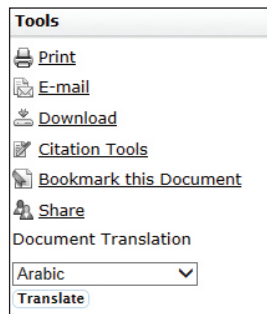 Tools
Print
E-mail
Download
Citation Tools
Bookmark this Document
Share
Document Translation
Arabic
Translate